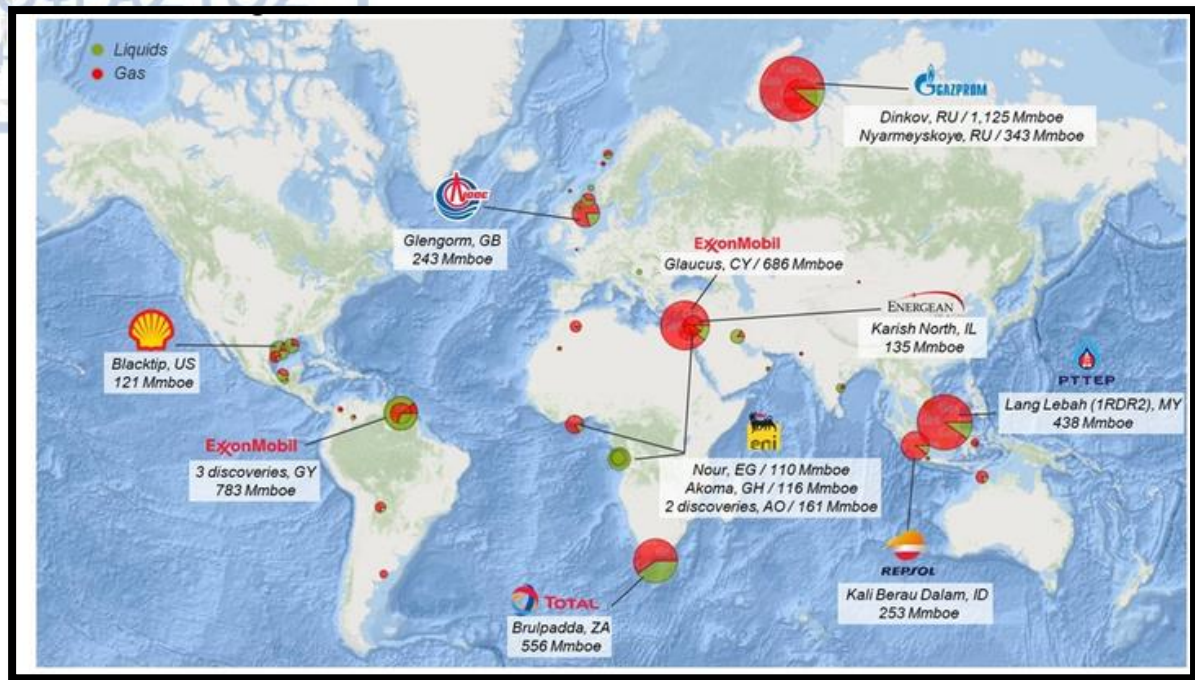 Liquids
Gas
GAZPROM
Dinkov, RU / 1,125 Mmboe
Nyarmeyskoye, RU / 343 Mmboe
Glengorm, GB
243 Mmboe
ExxonMobil
Glaucus, CY / 686 Mmboe
ENERGEAN
Karish North, IL
135 Mmboe
Blacktip, US
121 Mmboe
PTTEP
Lang Lebah (1RDR2), MY
438 Mmboe
ExxonMobil
3 discoveries, GY
783 Mmboe
eni
Nour, EG / 110 Mmboe
Akoma, GH / 116 Mmboe
2 discoveries, AO / 161 Mmboe
TOTAL
Brulpadda, ZA
556 Mmboe
REPSOL
Kali Berau Dalam, ID
253 Mmboe